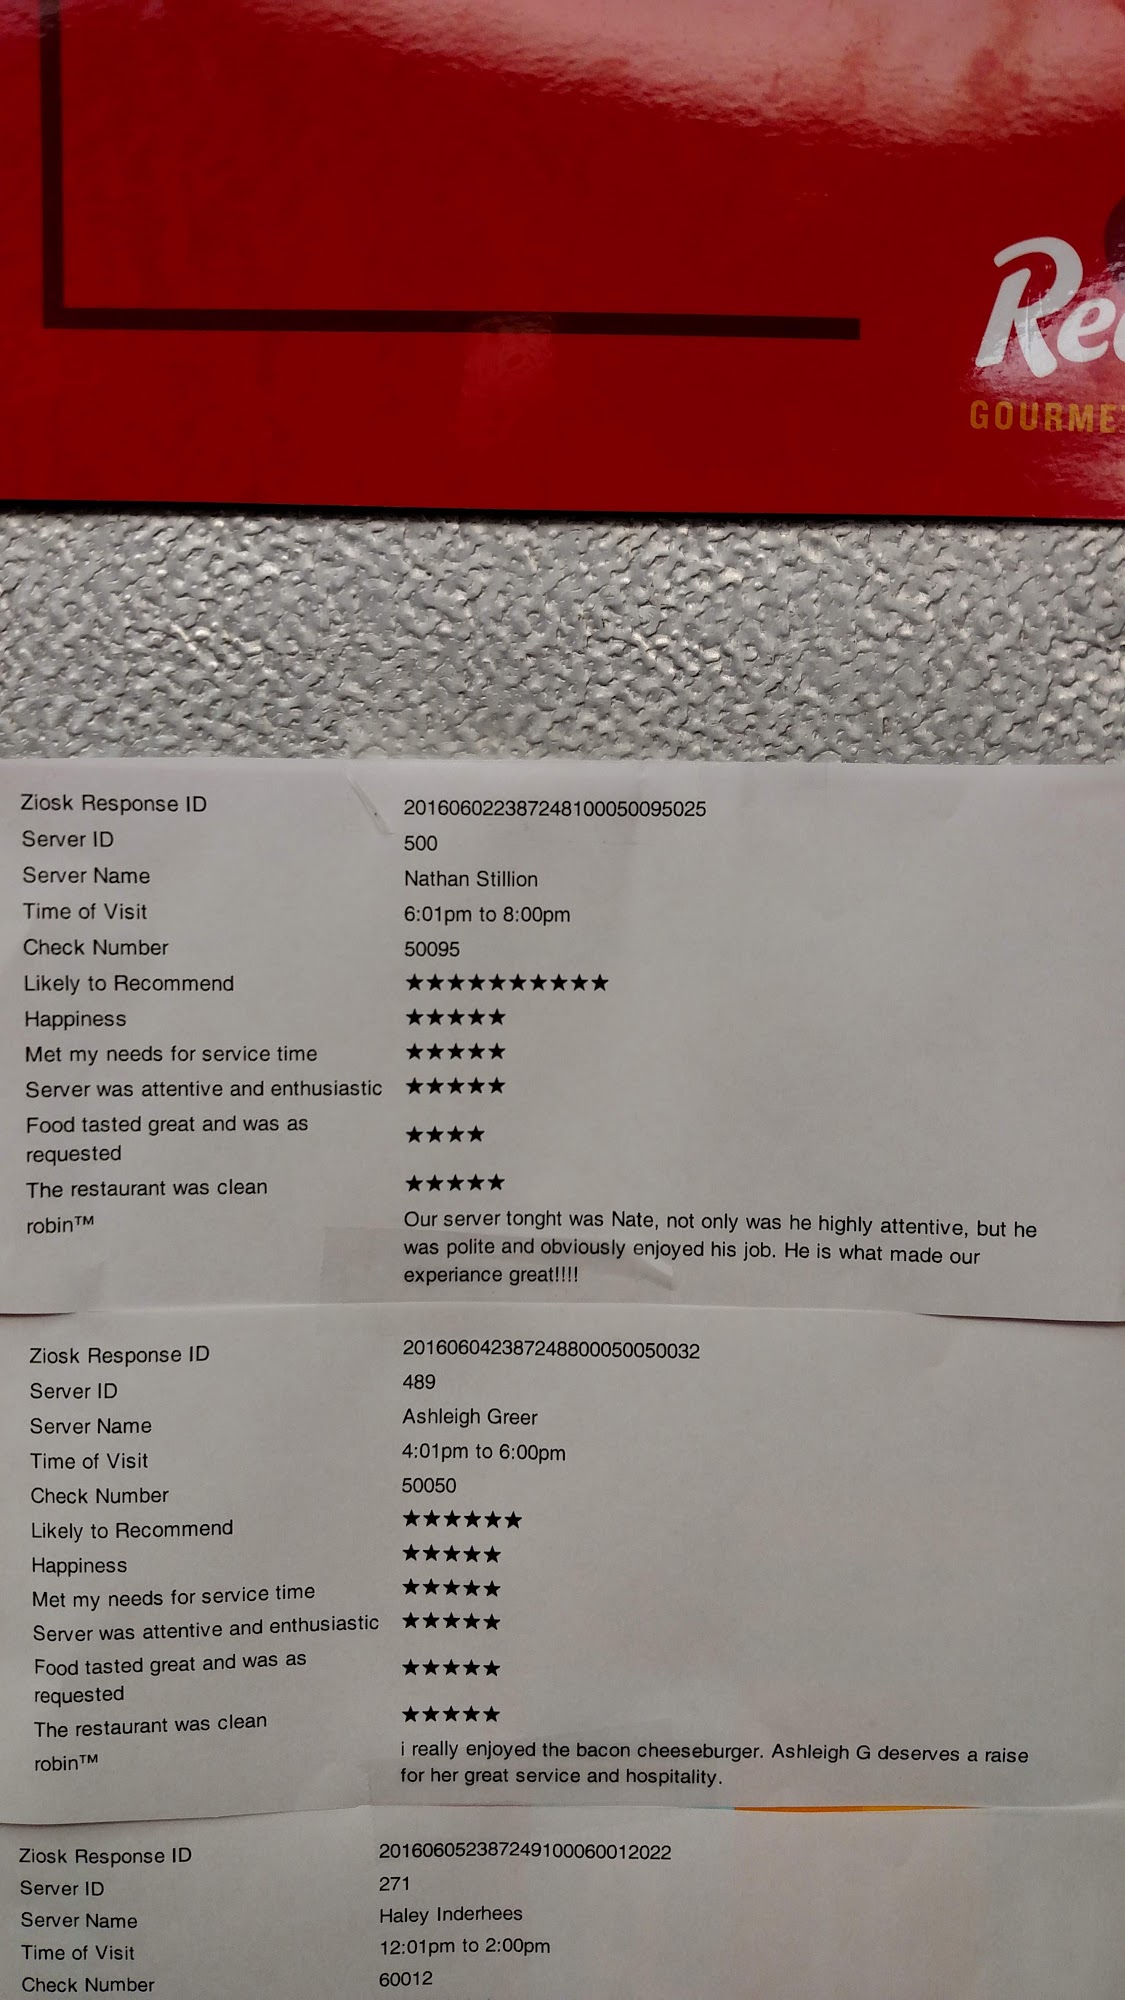 Re
GOURME
Ziosk Response ID 201606022387248100050095025
Server ID 500
Server Name Nathan Stillion
Time of Visit 6:01pm to 8:00pm
Check Number 50095
Likely to Recommend ★★★★★★★★★★
Happiness ★★★★★
Met my needs for service time ★★★★★
Server was attentive and enthusiastic ★★★★★
Food tasted great and was as
requested ★★★★
The restaurant was clean ★★★★★
robin™ Our server tonght was Nate, not only was he highly attentive, but he
was polite and obviously enjoyed his job. He is what made our
experiance great!!!!
Ziosk Response ID 201606042387248800050050032
Server ID 489
Server Name Ashleigh Greer
Time of Visit 4:01pm to 6:00pm
Check Number 50050
Likely to Recommend ★★★★★★
Happiness ★★★★★
Met my needs for service time ★★★★★
Server was attentive and enthusiastic ★★★★★
Food tasted great and was as
requested ★★★★★
The restaurant was clean ★★★★★
robin™ i really enjoyed the bacon cheeseburger. Ashleigh G deserves a raise
for her great service and hospitality.
Ziosk Response ID 201606052387249100060012022
Server ID 271
Server Name Haley Inderhees
Time of Visit 12:01pm to 2:00pm
Check Number 60012